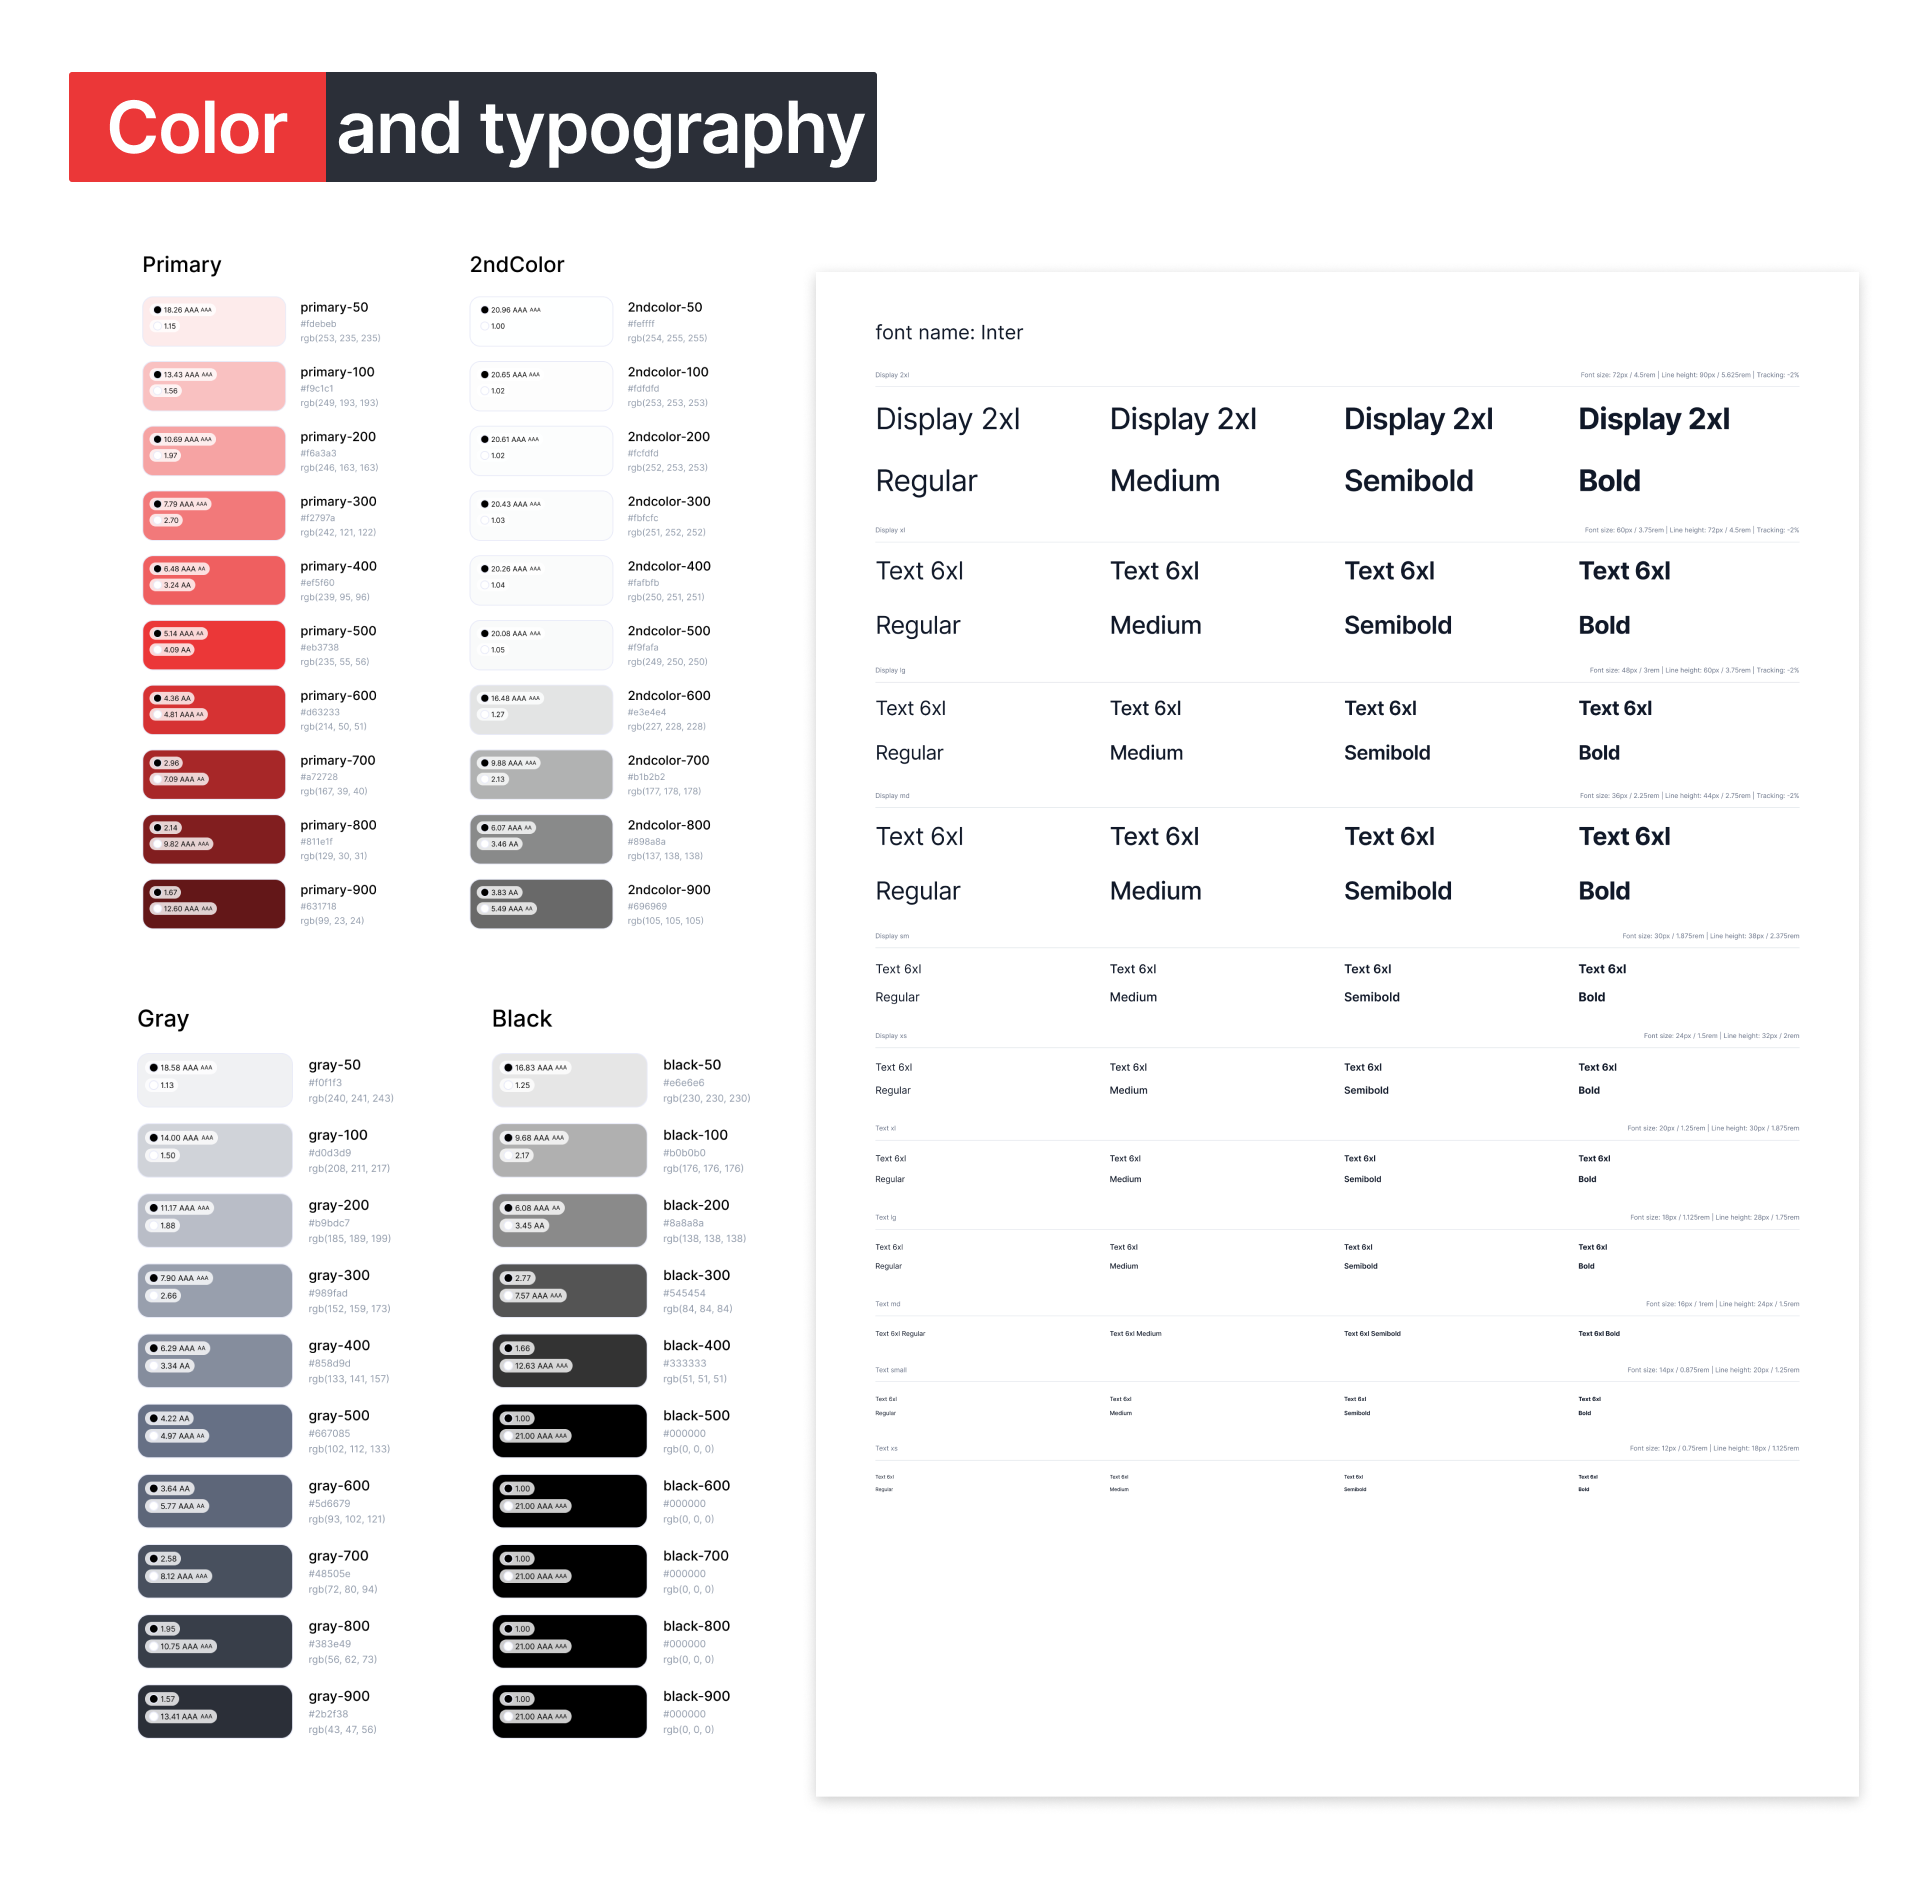 Color and typography
Primary
18.26 AAA AAA
1.15
primary-50
#fdebeb
rgb(253, 235, 235)
13.43 AAA AAA
1.56
primary-100
#f9c1c1
rgb(249, 193, 193)
10.69 AAA AAA
1.97
primary-200
#f6a3a3
rgb(246, 163, 163)
7.79 AAA AAA
2.70
primary-300
#f2797a
rgb(242, 121, 122)
6.48 AAA AA
3.24 AA
primary-400
#ef5f60
rgb(239, 95, 96)
5.14 AAA AA
4.09 AA
primary-500
#eb3738
rgb(235, 55, 56)
4.36 AA
4.81 AAA AA
primary-600
#d63233
rgb(214, 50, 51)
2.96
7.09 AAA AA
primary-700
#a72728
rgb(167, 39, 40)
2.14
9.82 AAA AAA
primary-800
#811e1f
rgb(129, 30, 31)
1.67
12.60 AAA AAA
primary-900
#631718
rgb(99, 23, 24)
2ndColor
20.96 AAA AAA
1.00
2ndcolor-50
#feffff
rgb(254, 255, 255)
20.65 AAA AAA
1.02
2ndcolor-100
#fdfdfd
rgb(253, 253, 253)
20.61 AAA AAA
1.02
2ndcolor-200
#fcfdfd
rgb(252, 253, 253)
20.43 AAA AAA
1.03
2ndcolor-300
#fbfcfc
rgb(251, 252, 252)
20.26 AAA AAA
1.04
2ndcolor-400
#fafbfb
rgb(250, 251, 251)
20.08 AAA AAA
1.05
2ndcolor-500
#f9fafa
rgb(249, 250, 250)
16.48 AAA AAA
1.27
2ndcolor-600
#e3e4e4
rgb(227, 228, 228)
9.88 AAA AAA
2.13
2ndcolor-700
#b1b2b2
rgb(177, 178, 178)
6.07 AAA AA
3.46 AA
2ndcolor-800
#898a8a
rgb(137, 138, 138)
3.83 AA
5.49 AAA AA
2ndcolor-900
#696969
rgb(105, 105, 105)
Gray
18.58 AAA AAA
1.13
gray-50
#f0f1f3
rgb(240, 241, 243)
14.00 AAA AAA
1.50
gray-100
#d0d3d9
rgb(208, 211, 217)
11.17 AAA AAA
1.88
gray-200
#b9bdc7
rgb(185, 189, 199)
7.90 AAA AAA
2.66
gray-300
#989fad
rgb(152, 159, 173)
6.29 AAA AA
3.34 AA
gray-400
#858d9d
rgb(133, 141, 157)
4.22 AA
4.97 AAA AA
gray-500
#667085
rgb(102, 112, 133)
3.64 AA
5.77 AAA AA
gray-600
#5d6679
rgb(93, 102, 121)
2.58
8.12 AAA AAA
gray-700
#48505e
rgb(72, 80, 94)
1.95
10.75 AAA AAA
gray-800
#383e49
rgb(56, 62, 73)
1.57
13.41 AAA AAA
gray-900
#2b2f38
rgb(43, 47, 56)
Black
16.83 AAA AAA
1.25
black-50
#e6e6e6
rgb(230, 230, 230)
9.68 AAA AAA
2.17
black-100
#b0b0b0
rgb(176, 176, 176)
6.08 AAA AA
3.45 AA
black-200
#8a8a8a
rgb(138, 138, 138)
2.77
7.57 AAA AAA
black-300
#545454
rgb(84, 84, 84)
1.66
12.63 AAA AAA
black-400
#333333
rgb(51, 51, 51)
1.00
21.00 AAA AAA
black-500
#000000
rgb(0, 0, 0)
1.00
21.00 AAA AAA
black-600
#000000
rgb(0, 0, 0)
1.00
21.00 AAA AAA
black-700
#000000
rgb(0, 0, 0)
1.00
21.00 AAA AAA
black-800
#000000
rgb(0, 0, 0)
1.00
21.00 AAA AAA
black-900
#000000
rgb(0, 0, 0)
font name: Inter
Display 2xl Font size: 72px / 4.5rem | Line height: 90px / 5.625rem | Tracking: -2%
Display 2xl Display 2xl Display 2xl Display 2xl
Regular Medium Semibold Bold
Display xl Font size: 60px / 3.75rem | Line height: 72px / 4.5rem | Tracking: -2%
Text 6xl Text 6xl Text 6xl Text 6xl
Regular Medium Semibold Bold
Display lg Font size: 48px / 3rem | Line height: 60px / 3.75rem | Tracking: -2%
Text 6xl Text 6xl Text 6xl Text 6xl
Regular Medium Semibold Bold
Display md Font size: 36px / 2.25rem | Line height: 44px / 2.75rem | Tracking: -2%
Text 6xl Text 6xl Text 6xl Text 6xl
Regular Medium Semibold Bold
Display sm Font size: 30px / 1.875rem | Line height: 38px / 2.375rem
Text 6xl Text 6xl Text 6xl Text 6xl
Regular Medium Semibold Bold
Display xs Font size: 24px / 1.5rem | Line height: 32px / 2rem
Text 6xl Text 6xl Text 6xl Text 6xl
Regular Medium Semibold Bold
Text xl Font size: 20px / 1.25rem | Line height: 30px / 1.875rem
Text 6xl Text 6xl Text 6xl Text 6xl
Regular Medium Semibold Bold
Text lg Font size: 18px / 1.125rem | Line height: 28px / 1.75rem
Text 6xl Text 6xl Text 6xl Text 6xl
Regular Medium Semibold Bold
Text md Font size: 16px / 1rem | Line height: 24px / 1.5rem
Text 6xl Regular Text 6xl Medium Text 6xl Semibold Text 6xl Bold
Text small Font size: 14px / 0.875rem | Line height: 20px / 1.25rem
Text 6xl Text 6xl Text 6xl Text 6xl
Regular Medium Semibold Bold
Text xs Font size: 12px / 0.75rem | Line height: 18px / 1.125rem
Text 6xl Text 6xl Text 6xl Text 6xl
Regular Medium Semibold Bold